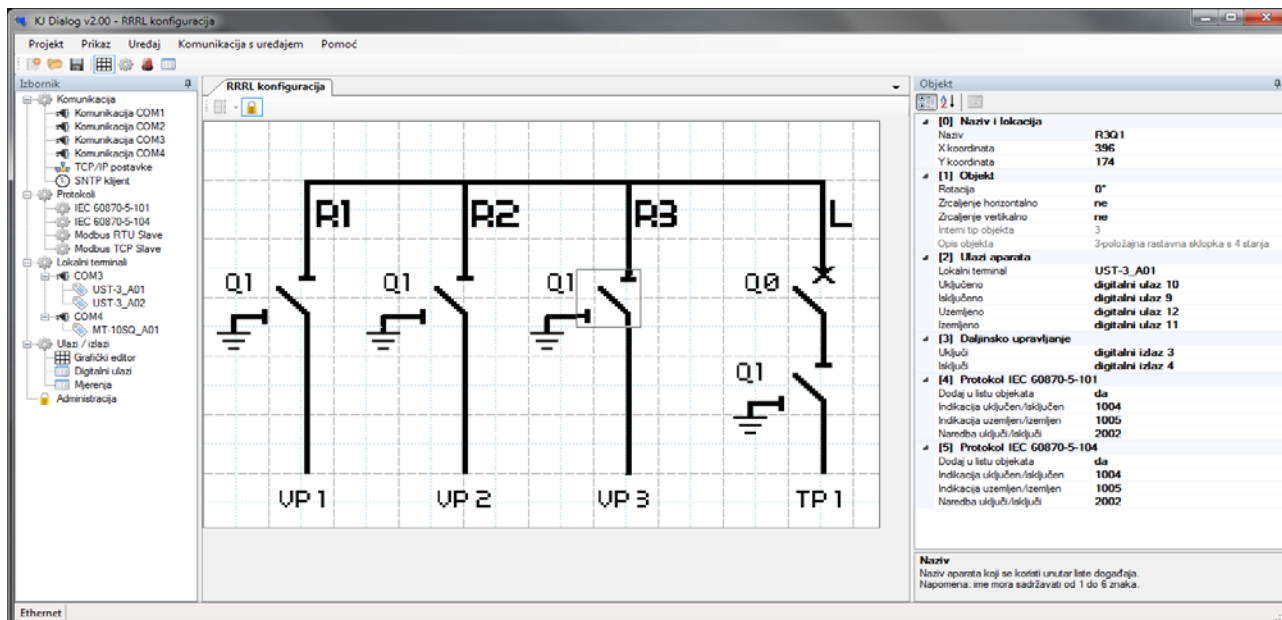 KJ Dialog v2.00 - RRRL konfiguracija
Projekt Prikaz Uređaj Komunikacija s uređajem Pomoć
Izbornik
Komunikacija
Komunikacija COM1
Komunikacija COM2
Komunikacija COM3
Komunikacija COM4
TCP/IP postavke
SNTP klijent
Protokoli
IEC 60870-5-101
IEC 60870-5-104
Modbus RTU Slave
Modbus TCP Slave
Lokalni terminali
COM3
UST-3_A01
UST-3_A02
COM4
MT-10SQ_A01
Ulazi / izlazi
Grafički editor
Digitalni ulazi
Mjerenja
Administracija
RRRL konfiguracija
R1 R2 R3 L
Q1 Q1 Q1 Q0
Q1
VP 1 VP 2 VP 3 TP 1
Objekt
[0] Naziv i lokacija
Naziv R3Q1
X koordinata 396
Y koordinata 174
[1] Objekt
Rotacija 0°
Zrcaljenje horizontalno ne
Zrcaljenje vertikalno ne
Interni tip objekta 3
Opis objekta 3-položajna rastavna sklopka s 4 stanja
[2] Ulazi aparata
Lokalni terminal UST-3_A01
Uključeno digitalni ulaz 10
Isključeno digitalni ulaz 9
Uzemljeno digitalni ulaz 12
Izemljeno digitalni ulaz 11
[3] Daljinsko upravljanje
Uključi digitalni izlaz 3
Isključi digitalni izlaz 4
[4] Protokol IEC 60870-5-101
Dodaj u listu objekata da
Indikacija uključen/isključen 1004
Indikacija uzemljen/izemljen 1005
Naredba uključi/isključi 2002
[5] Protokol IEC 60870-5-104
Dodaj u listu objekata da
Indikacija uključen/isključen 1004
Indikacija uzemljen/izemljen 1005
Naredba uključi/isključi 2002
Naziv
Naziv aparata koji se koristi unutar liste događaja.
Napomena: ime mora sadržavati od 1 do 6 znaka.
Ethernet